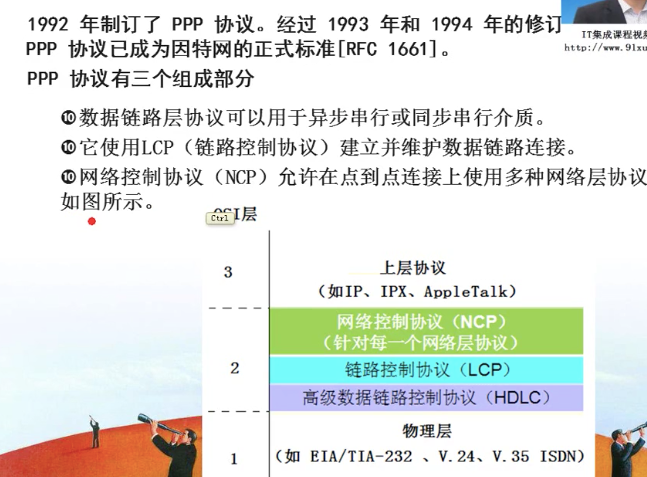 1992 年制订了 PPP 协议。经过 1993 年和 1994 年的修订
PPP 协议已成为因特网的正式标准[RFC 1661]。
PPP 协议有三个组成部分
IT集成课程视频
http://www.91xu
❿数据链路层协议可以用于异步串行或同步串行介质。
❿它使用LCP（链路控制协议）建立并维护数据链路连接。
❿网络控制协议（NCP）允许在点到点连接上使用多种网络层协议
如图所示。
OSI层
Ctrl
3
上层协议
（如IP、IPX、AppleTalk）
2
网络控制协议（NCP）
（针对每一个网络层协议）
链路控制协议（LCP）
高级数据链路控制协议（HDLC）
1
物理层
（如 EIA/TIA-232 、V.24、V.35 ISDN）